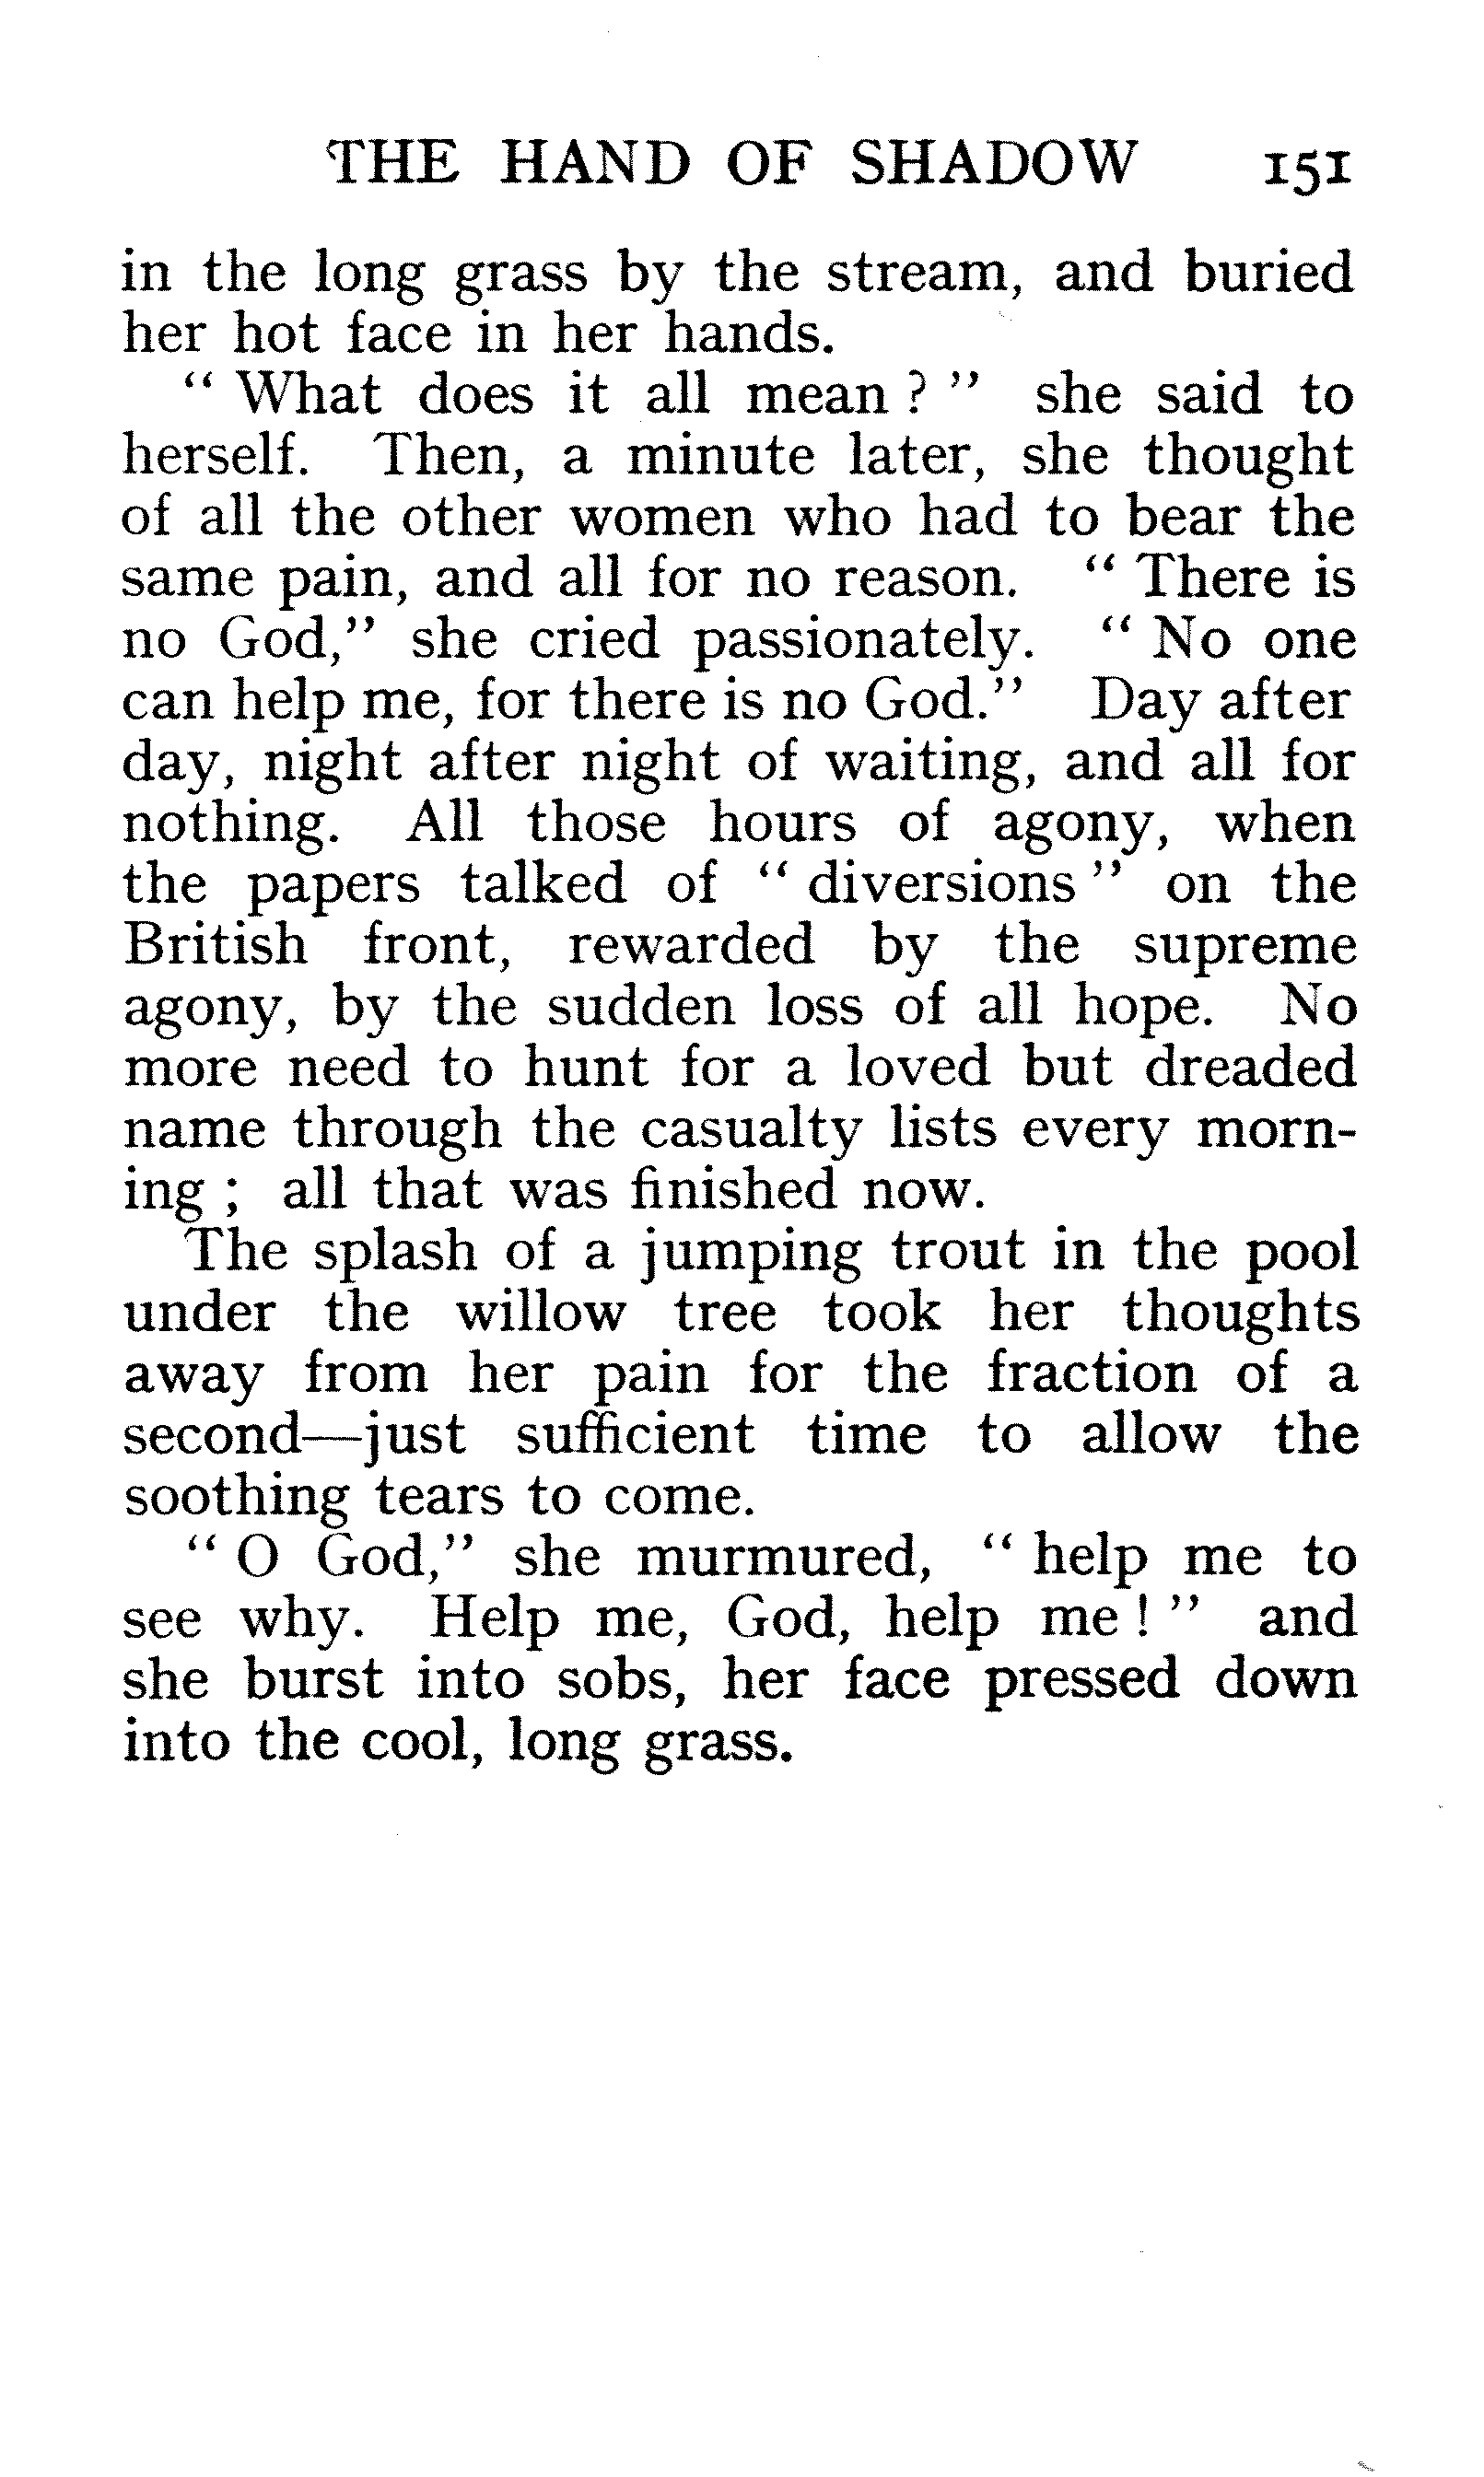 THE HAND OF SHADOW 151
in the long grass by the stream, and buried
her hot face in her hands.
" What does it all mean ? " she said to
herself. Then, a minute later, she thought
of all the other women who had to bear the
same pain, and all for no reason. " There is
no God," she cried passionately. " No one
can help me, for there is no God." Day after
day, night after night of waiting, and all for
nothing. All those hours of agony, when
the papers talked of " diversions " on the
British front, rewarded by the supreme
agony, by the sudden loss of all hope. No
more need to hunt for a loved but dreaded
name through the casualty lists every morn-
ing ; all that was finished now.
The splash of a jumping trout in the pool
under the willow tree took her thoughts
away from her pain for the fraction of a
second—just sufficient time to allow the
soothing tears to come.
" O God," she murmured, " help me to
see why. Help me, God, help me ! " and
she burst into sobs, her face pressed down
into the cool, long grass.